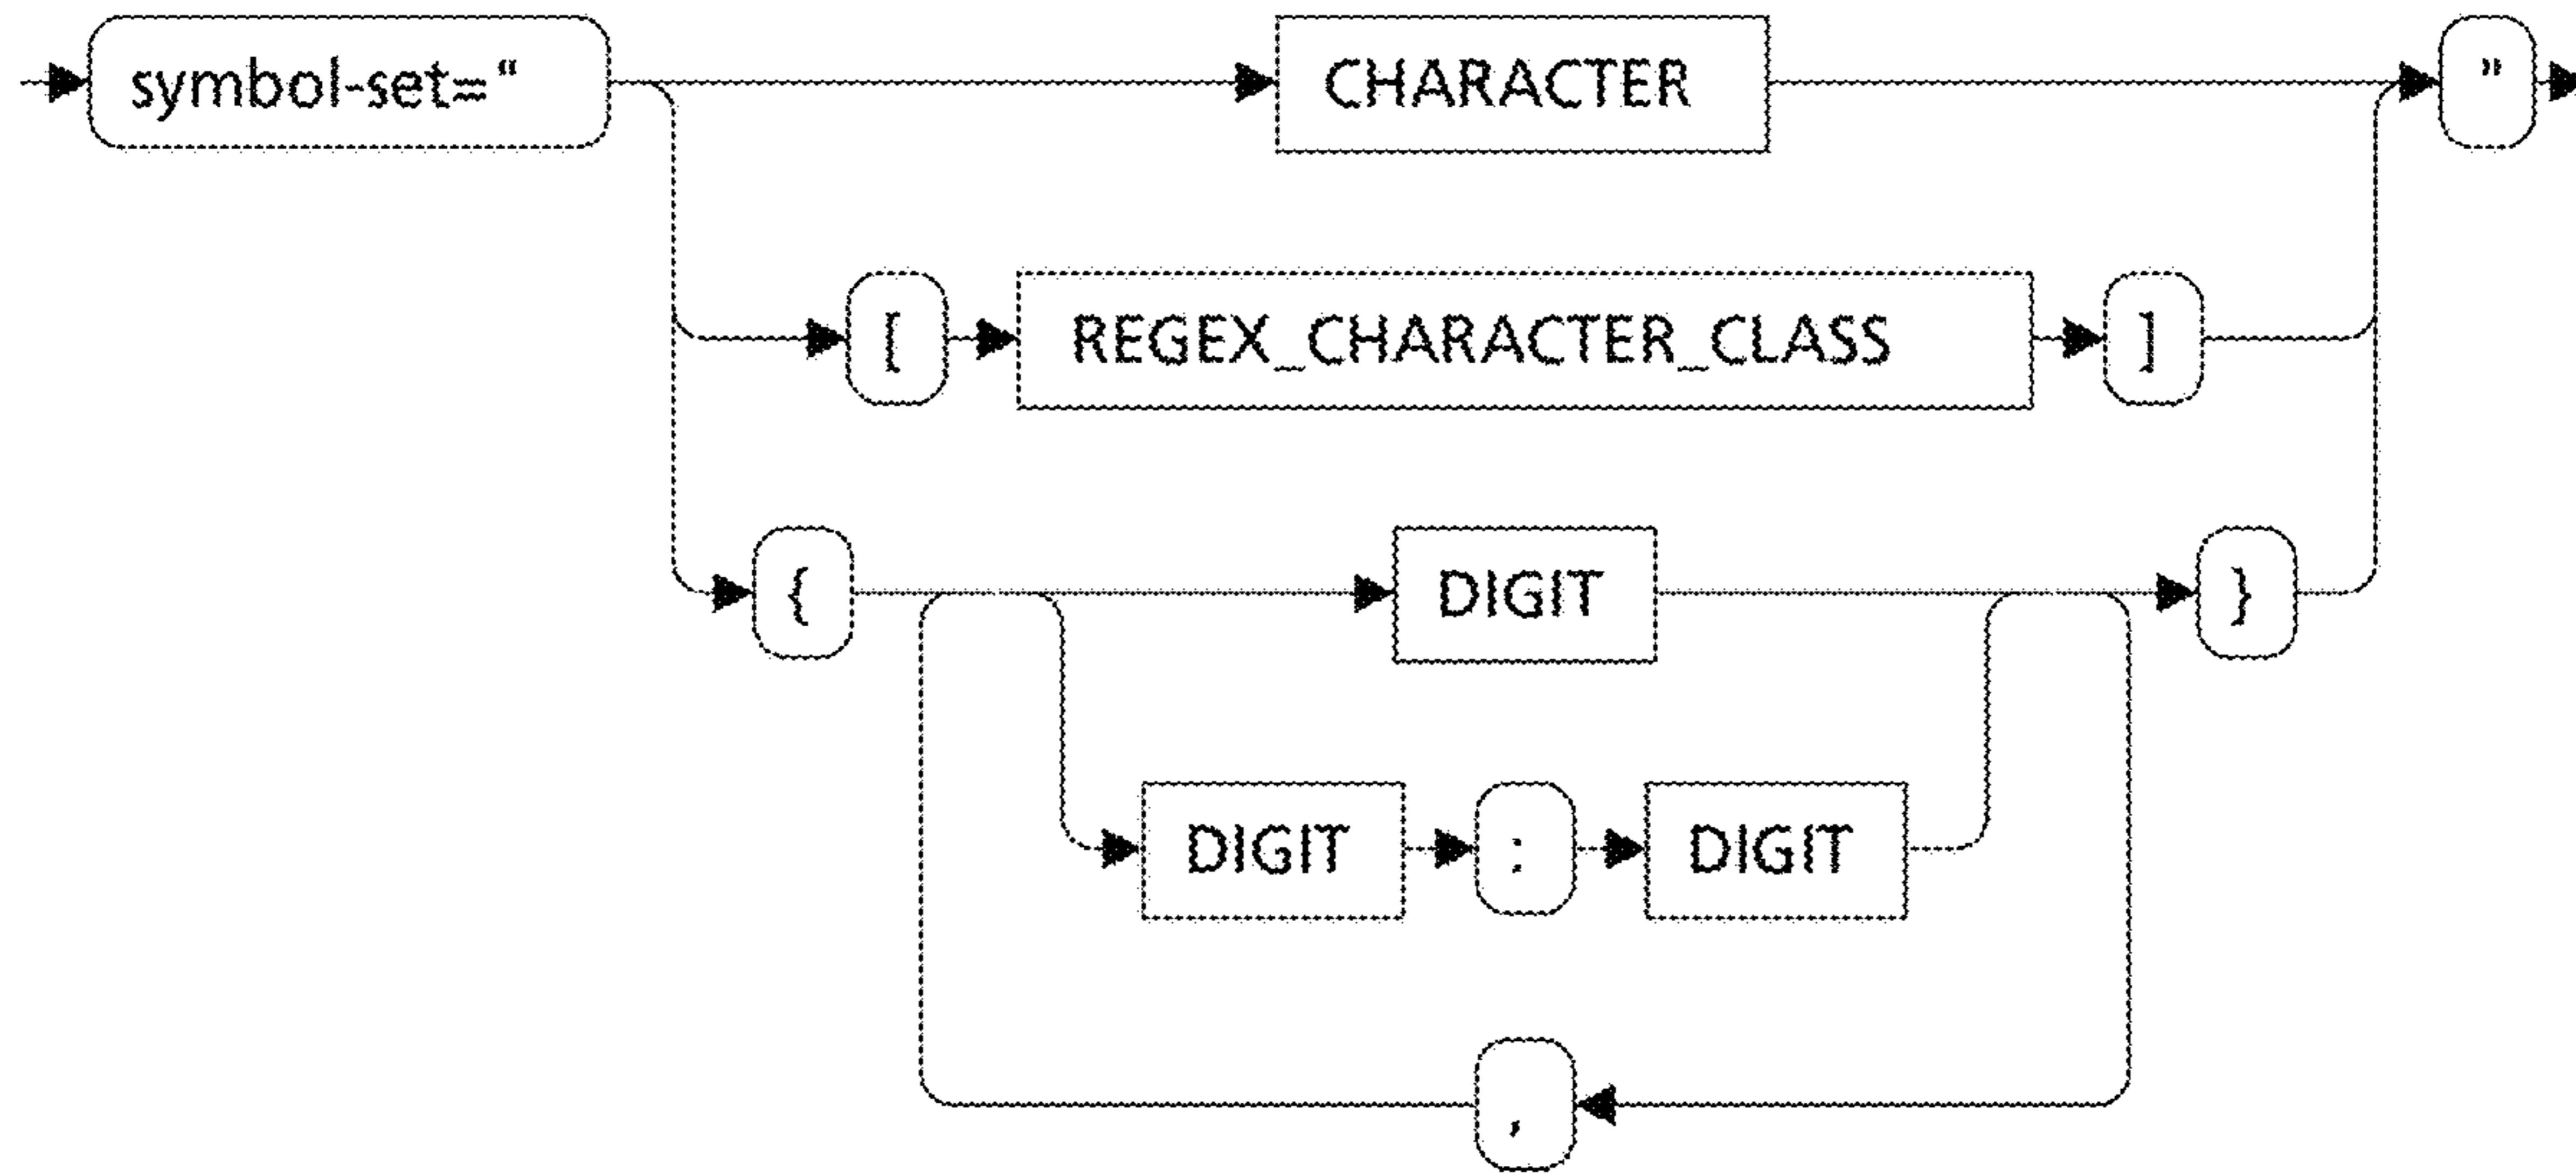 symbol-set=“ CHARACTER ”
[ REGEX_CHARACTER_CLASS ]
{ DIGIT }
DIGIT : DIGIT
,